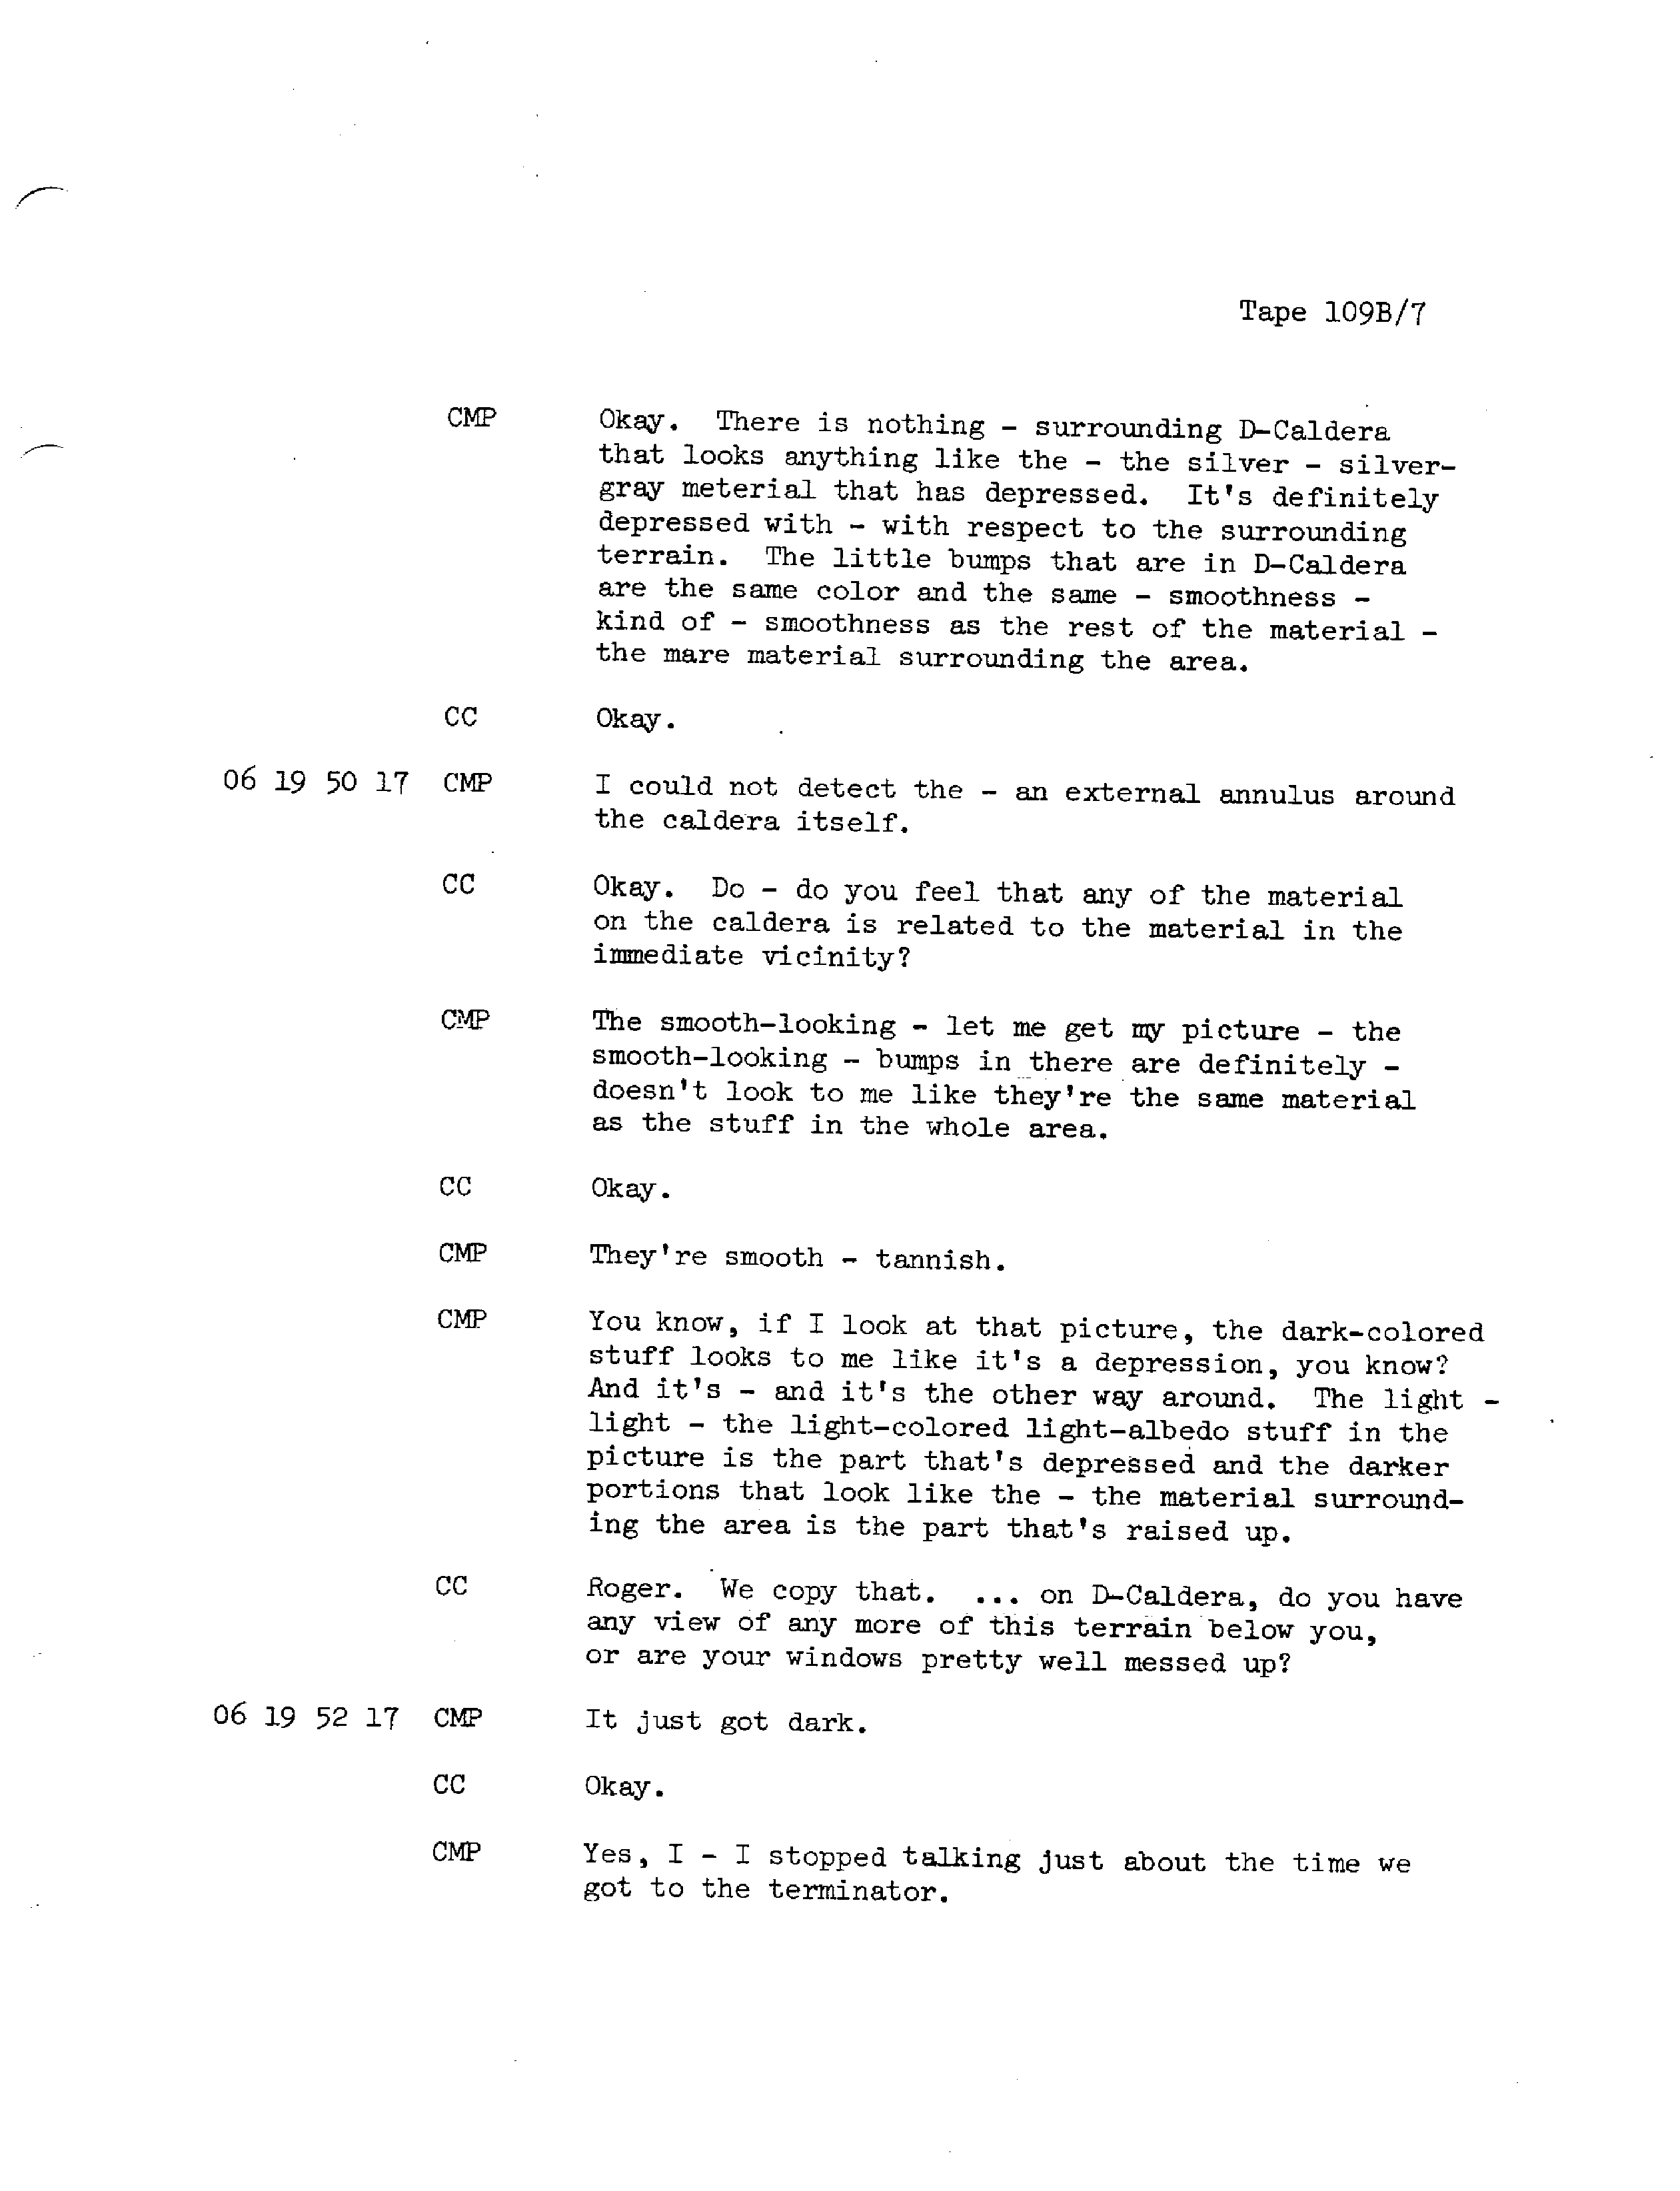 Tape 109B/7
CMP Okay. There is nothing - surrounding D-Caldera
that looks anything like the - the silver - silver-
gray meterial that has depressed. It's definitely
depressed with - with respect to the surrounding
terrain. The little bumps that are in D-Caldera
are the same color and the same - smoothness -
kind of - smoothness as the rest of the material -
the mare material surrounding the area.
CC Okay.
06 19 50 17 CMP I could not detect the - an external annulus around
the caldera itself.
CC Okay. Do - do you feel that any of the material
on the caldera is related to the material in the
immediate vicinity?
CMP The smooth-looking - let me get my picture - the
smooth-looking - bumps in there are definitely -
doesn't look to me like they're the same material
as the stuff in the whole area.
CC Okay.
CMP They're smooth - tannish.
CMP You know, if I look at that picture, the dark-colored
stuff looks to me like it's a depression, you know?
And it's - and it's the other way around. The light -
light - the light-colored light-albedo stuff in the
picture is the part that's depressed and the darker
portions that look like the - the material surround-
ing the area is the part that's raised up.
CC Roger. We copy that. ... on D-Caldera, do you have
any view of any more of this terrain below you,
or are your windows pretty well messed up?
06 19 52 17 CMP It just got dark.
CC Okay.
CMP Yes, I - I stopped talking just about the time we
got to the terminator.